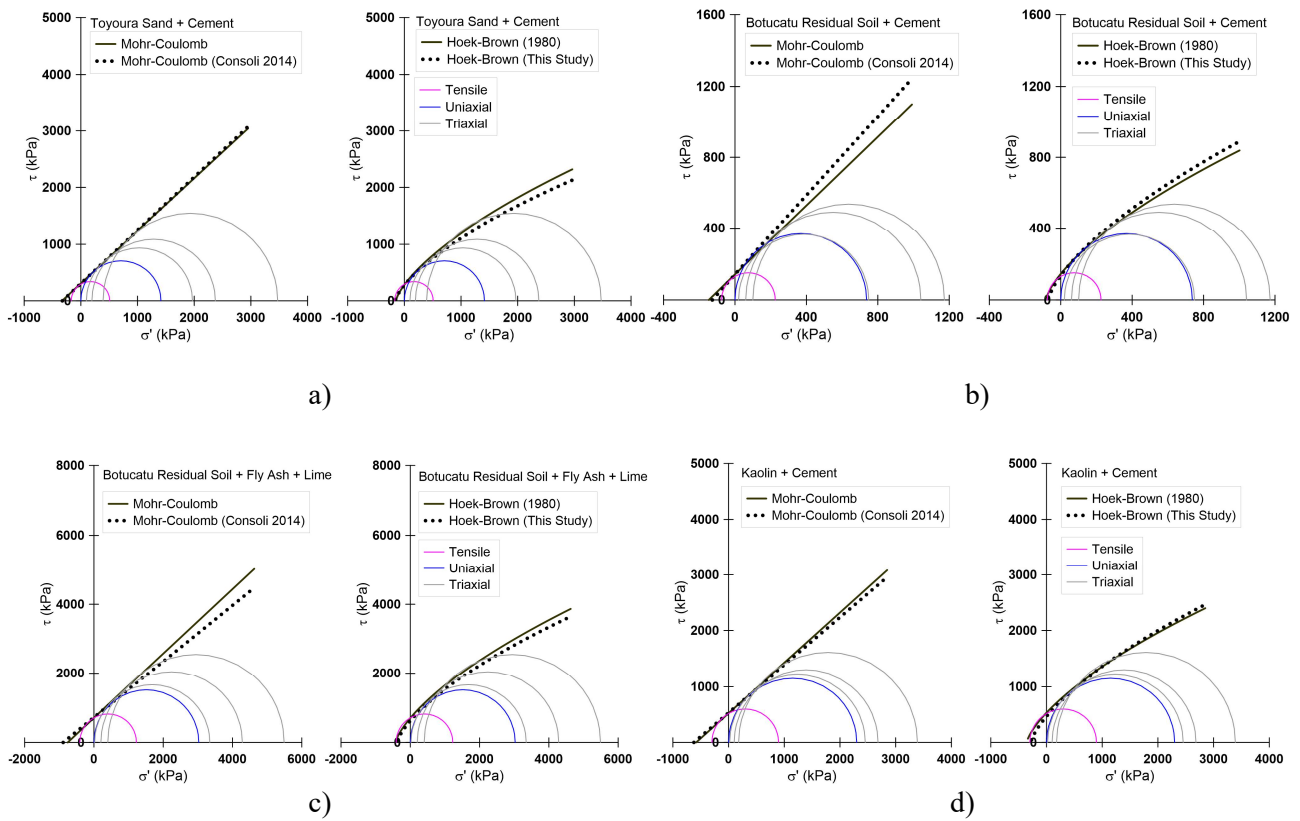 Toyoura Sand + Cement
Mohr-Coulomb
Mohr-Coulomb (Consoli 2014)
5000
4000
3000
2000
1000
0
τ (kPa)
-1000 0 1000 2000 3000 4000
σ' (kPa)
Toyoura Sand + Cement
Hoek-Brown (1980)
Hoek-Brown (This Study)
Tensile
Uniaxial
Triaxial
5000
4000
3000
2000
1000
0
τ (kPa)
-1000 0 1000 2000 3000 4000
σ' (kPa)
a)
Botucatu Residual Soil + Cement
Mohr-Coulomb
Mohr-Coulomb (Consoli 2014)
1600
1200
800
400
0
τ (kPa)
-400 0 400 800 1200
σ' (kPa)
Botucatu Residual Soil + Cement
Hoek-Brown (1980)
Hoek-Brown (This Study)
Tensile
Uniaxial
Triaxial
1600
1200
800
400
0
τ (kPa)
-400 0 400 800 1200
σ' (kPa)
b)
Botucatu Residual Soil + Fly Ash + Lime
Mohr-Coulomb
Mohr-Coulomb (Consoli 2014)
8000
6000
4000
2000
0
τ (kPa)
-2000 0 2000 4000 6000
σ' (kPa)
Botucatu Residual Soil + Fly Ash + Lime
Hoek-Brown (1980)
Hoek-Brown (This Study)
Tensile
Uniaxial
Triaxial
8000
6000
4000
2000
0
τ (kPa)
-2000 0 2000 4000 6000
σ' (kPa)
c)
Kaolin + Cement
Mohr-Coulomb
Mohr-Coulomb (Consoli 2014)
5000
4000
3000
2000
1000
0
τ (kPa)
-1000 0 1000 2000 3000 4000
σ' (kPa)
Kaolin + Cement
Hoek-Brown (1980)
Hoek-Brown (This Study)
Tensile
Uniaxial
Triaxial
5000
4000
3000
2000
1000
0
τ (kPa)
-1000 0 1000 2000 3000 4000
σ' (kPa)
d)